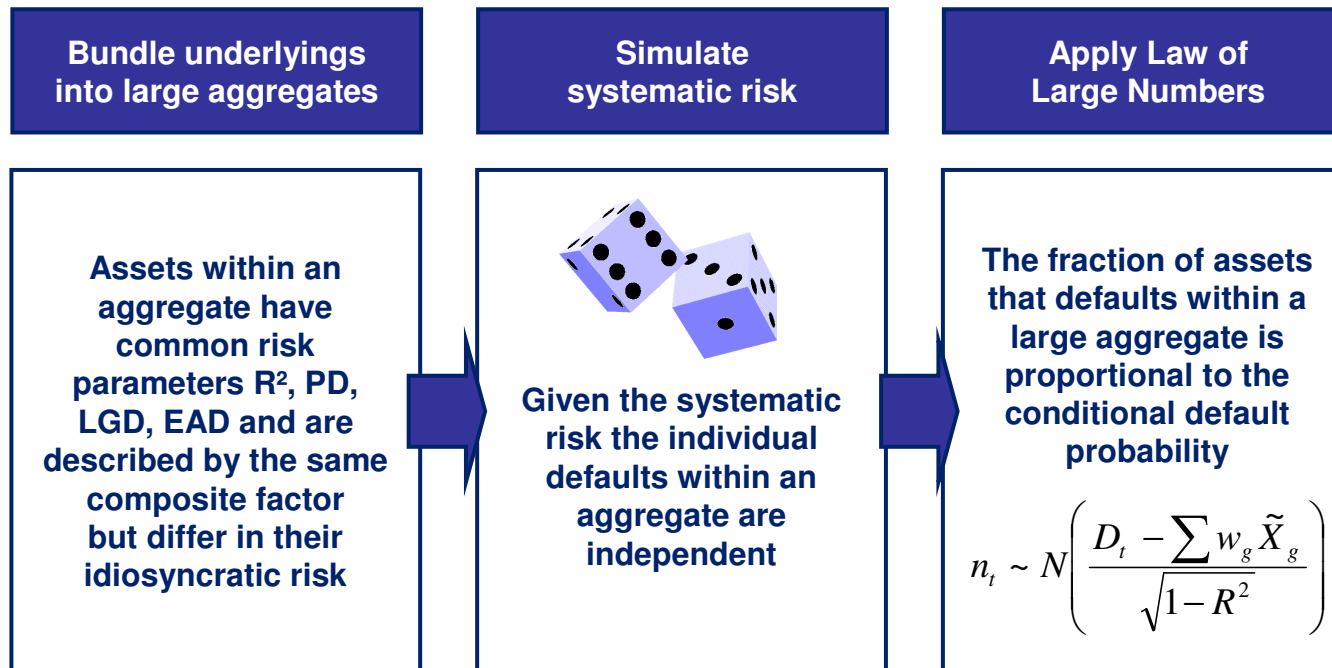 Bundle underlyings
into large aggregates
Simulate
systematic risk
Apply Law of
Large Numbers
Assets within an
aggregate have
common risk
parameters R², PD,
LGD, EAD and are
described by the same
composite factor
but differ in their
idiosyncratic risk
Given the systematic
risk the individual
defaults within an
aggregate are
independent
The fraction of assets
that defaults within a
large aggregate is
proportional to the
conditional default
probability
n_t ~ N( (D_t − ∑ w_g X̃_g) / √(1 − R²) )